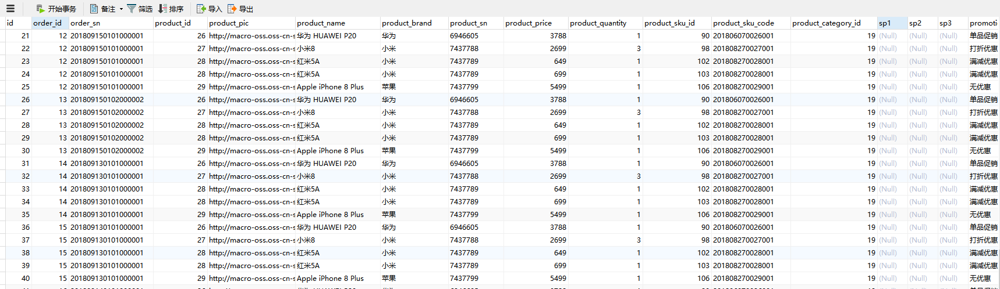 开始事务 备注 筛选 排序 导入 导出
id order_id order_sn product_id product_pic product_name product_brand product_sn product_price product_quantity product_sku_id product_sku_code product_category_id sp1 sp2 sp3 promoti
21 12 201809150101000001 26 http://macro-oss.oss-cn-s 华为 HUAWEI P20 华为 6946605 3788 1 90 201806070026001 19 (Null) (Null) (Null) 单品促销
22 12 201809150101000001 27 http://macro-oss.oss-cn-s 小米8 小米 7437788 2699 3 98 201808270027001 19 (Null) (Null) (Null) 打折优惠
23 12 201809150101000001 28 http://macro-oss.oss-cn-s 红米5A 小米 7437789 649 1 102 201808270028001 19 (Null) (Null) (Null) 满减优惠
24 12 201809150101000001 28 http://macro-oss.oss-cn-s 红米5A 小米 7437789 699 1 103 201808270028001 19 (Null) (Null) (Null) 满减优惠
25 12 201809150101000001 29 http://macro-oss.oss-cn-s Apple iPhone 8 Plus 苹果 7437799 5499 1 106 201808270029001 19 (Null) (Null) (Null) 无优惠
26 13 201809150102000002 26 http://macro-oss.oss-cn-s 华为 HUAWEI P20 华为 6946605 3788 1 90 201806070026001 19 (Null) (Null) (Null) 单品促销
27 13 201809150102000002 27 http://macro-oss.oss-cn-s 小米8 小米 7437788 2699 3 98 201808270027001 19 (Null) (Null) (Null) 打折优惠
28 13 201809150102000002 28 http://macro-oss.oss-cn-s 红米5A 小米 7437789 649 1 102 201808270028001 19 (Null) (Null) (Null) 满减优惠
29 13 201809150102000002 28 http://macro-oss.oss-cn-s 红米5A 小米 7437789 699 1 103 201808270028001 19 (Null) (Null) (Null) 满减优惠
30 13 201809150102000002 29 http://macro-oss.oss-cn-s Apple iPhone 8 Plus 苹果 7437799 5499 1 106 201808270029001 19 (Null) (Null) (Null) 无优惠
31 14 201809130101000001 26 http://macro-oss.oss-cn-s 华为 HUAWEI P20 华为 6946605 3788 1 90 201806070026001 19 (Null) (Null) (Null) 单品促销
32 14 201809130101000001 27 http://macro-oss.oss-cn-s 小米8 小米 7437788 2699 3 98 201808270027001 19 (Null) (Null) (Null) 打折优惠
33 14 201809130101000001 28 http://macro-oss.oss-cn-s 红米5A 小米 7437789 649 1 102 201808270028001 19 (Null) (Null) (Null) 满减优惠
34 14 201809130101000001 28 http://macro-oss.oss-cn-s 红米5A 小米 7437789 699 1 103 201808270028001 19 (Null) (Null) (Null) 满减优惠
35 14 201809130101000001 29 http://macro-oss.oss-cn-s Apple iPhone 8 Plus 苹果 7437799 5499 1 106 201808270029001 19 (Null) (Null) (Null) 无优惠
36 15 201809130101000001 26 http://macro-oss.oss-cn-s 华为 HUAWEI P20 华为 6946605 3788 1 90 201806070026001 19 (Null) (Null) (Null) 单品促销
37 15 201809130101000001 27 http://macro-oss.oss-cn-s 小米8 小米 7437788 2699 3 98 201808270027001 19 (Null) (Null) (Null) 打折优惠
38 15 201809130101000001 28 http://macro-oss.oss-cn-s 红米5A 小米 7437789 649 1 102 201808270028001 19 (Null) (Null) (Null) 满减优惠
39 15 201809130101000001 28 http://macro-oss.oss-cn-s 红米5A 小米 7437789 699 1 103 201808270028001 19 (Null) (Null) (Null) 满减优惠
40 15 201809130101000001 29 http://macro-oss.oss-cn-s Apple iPhone 8 Plus 苹果 7437799 5499 1 106 201808270029001 19 (Null) (Null) (Null) 无优惠